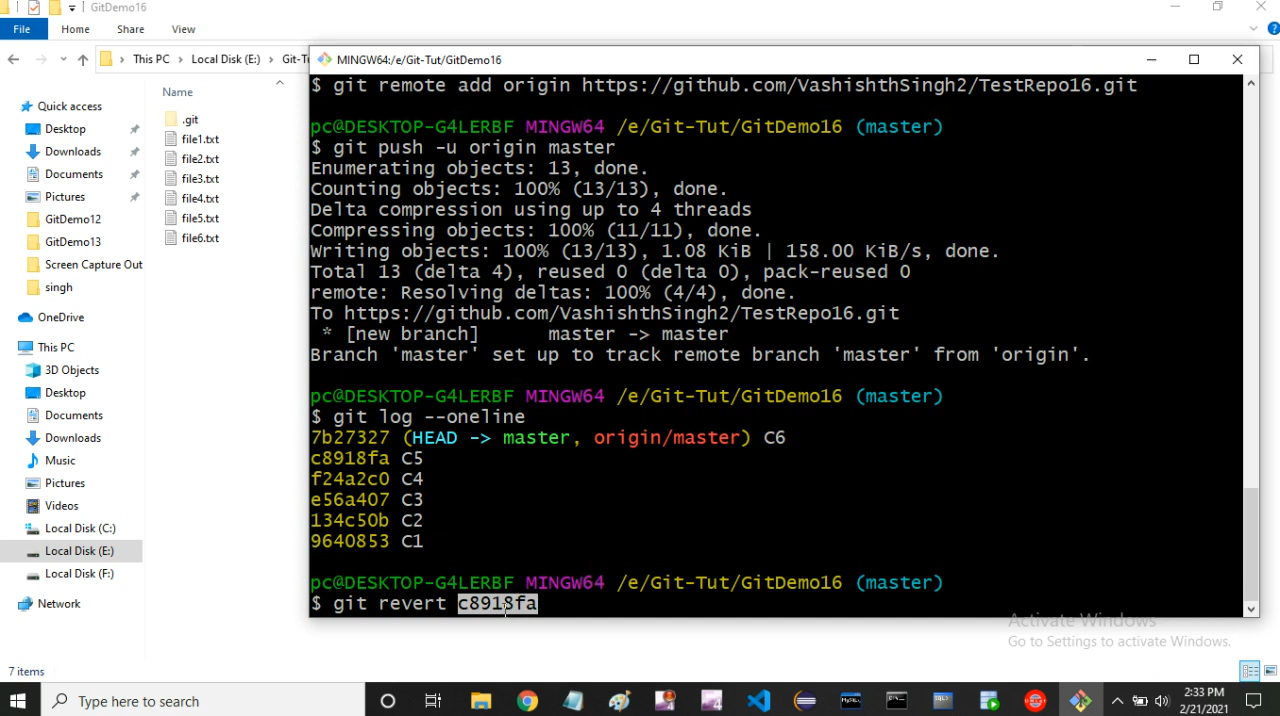 GitDemo16
File Home Share View
This PC Local Disk (E:) Git-T
MINGW64:/e/Git-Tut/GitDemo16
Quick access
Desktop
Downloads
Documents
Pictures
GitDemo12
GitDemo13
Screen Capture Out
singh
OneDrive
This PC
3D Objects
Desktop
Documents
Downloads
Music
Pictures
Videos
Local Disk (C:)
Local Disk (E:)
Local Disk (F:)
Network
7 items
Name
.git
file1.txt
file2.txt
file3.txt
file4.txt
file5.txt
file6.txt
$ git remote add origin https://github.com/VashishthSingh2/TestRepo16.git
pc@DESKTOP-G4LERBF MINGW64 /e/Git-Tut/GitDemo16 (master)
$ git push -u origin master
Enumerating objects: 13, done.
Counting objects: 100% (13/13), done.
Delta compression using up to 4 threads
Compressing objects: 100% (11/11), done.
Writing objects: 100% (13/13), 1.08 KiB | 158.00 KiB/s, done.
Total 13 (delta 4), reused 0 (delta 0), pack-reused 0
remote: Resolving deltas: 100% (4/4), done.
To https://github.com/VashishthSingh2/TestRepo16.git
* [new branch] master -> master
Branch 'master' set up to track remote branch 'master' from 'origin'.
pc@DESKTOP-G4LERBF MINGW64 /e/Git-Tut/GitDemo16 (master)
$ git log --oneline
7b27327 (HEAD -> master, origin/master) C6
c8918fa C5
f24a2c0 C4
e56a407 C3
134c50b C2
9640853 C1
pc@DESKTOP-G4LERBF MINGW64 /e/Git-Tut/GitDemo16 (master)
$ git revert c8918fa
Activate Windows
Go to Settings to activate Windows.
Type here to search
2:33 PM
2/21/2021